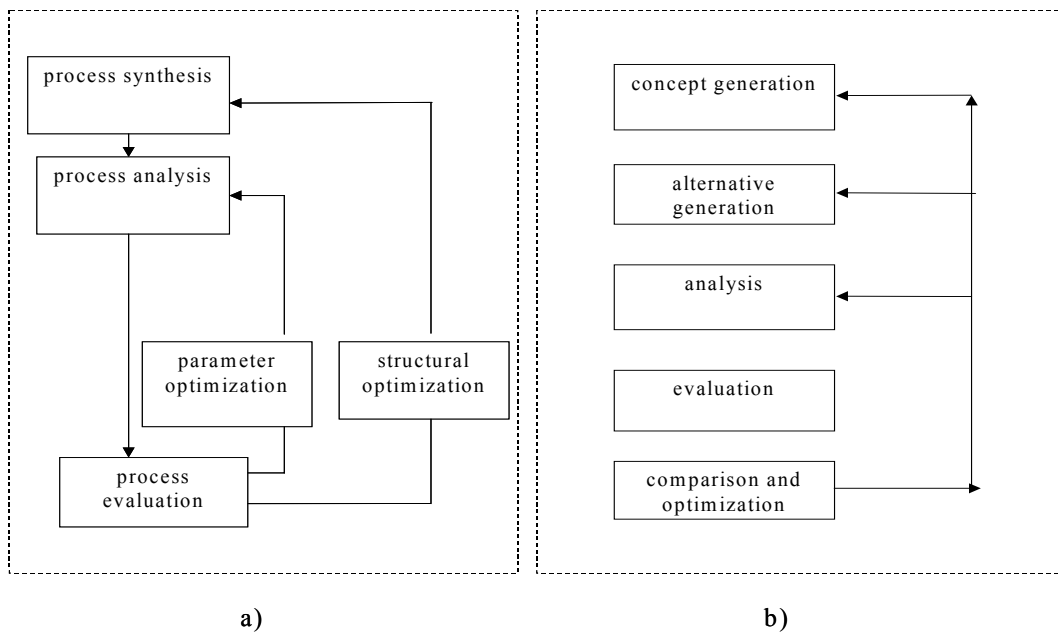 process synthesis
process analysis
parameter
optimization
structural
optimization
process
evaluation
a)
concept generation
alternative
generation
analysis
evaluation
comparison and
optimization
b)